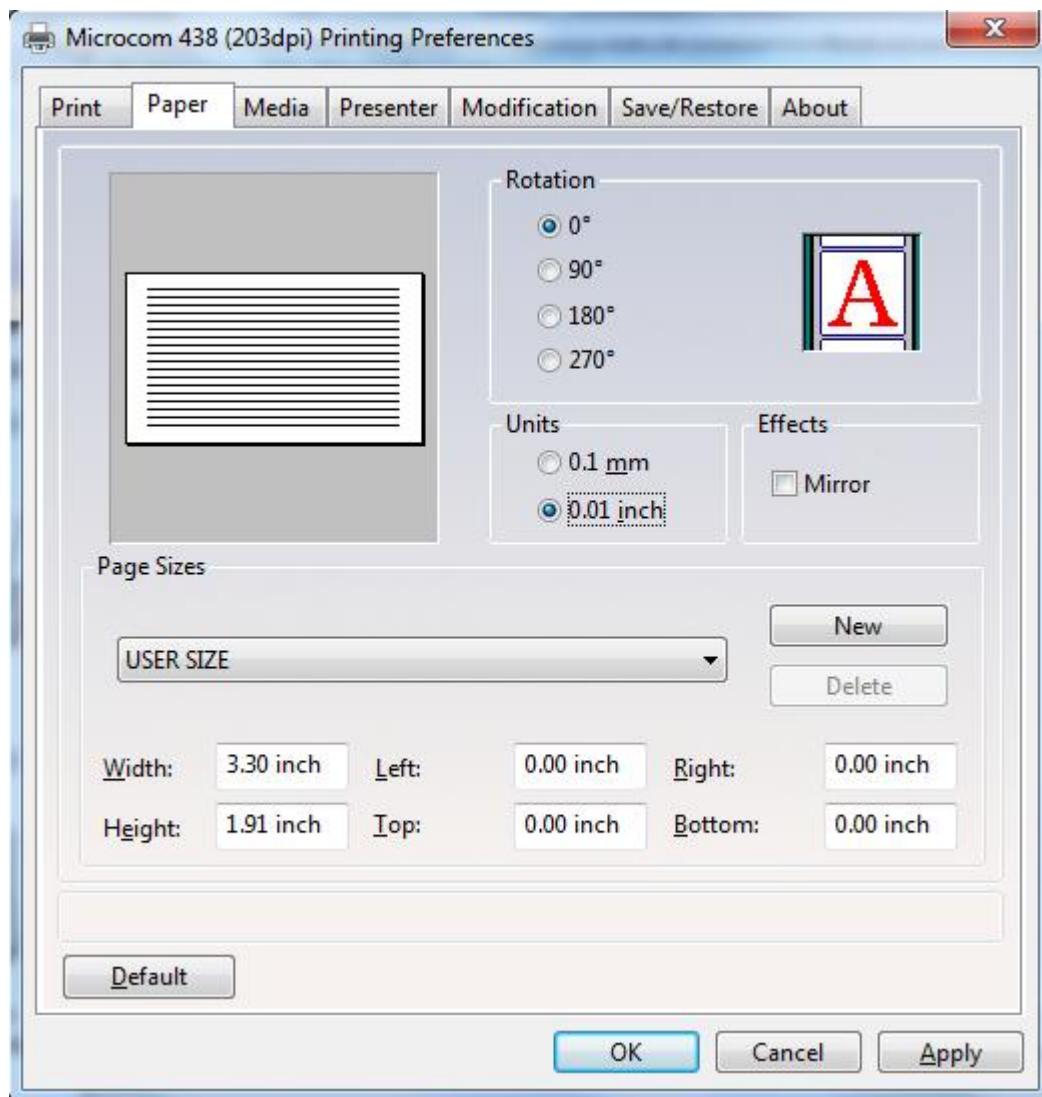 Microcom 438 (203dpi) Printing Preferences
Print Paper Media Presenter Modification Save/Restore About
Rotation
0°
90°
180°
270°
A
Units Effects
0.1 mm
Mirror
0.01 inch
Page Sizes
New
USER SIZE
Delete
Width: 3.30 inch Left: 0.00 inch Right: 0.00 inch
Height: 1.91 inch Top: 0.00 inch Bottom: 0.00 inch
Default
OK Cancel Apply